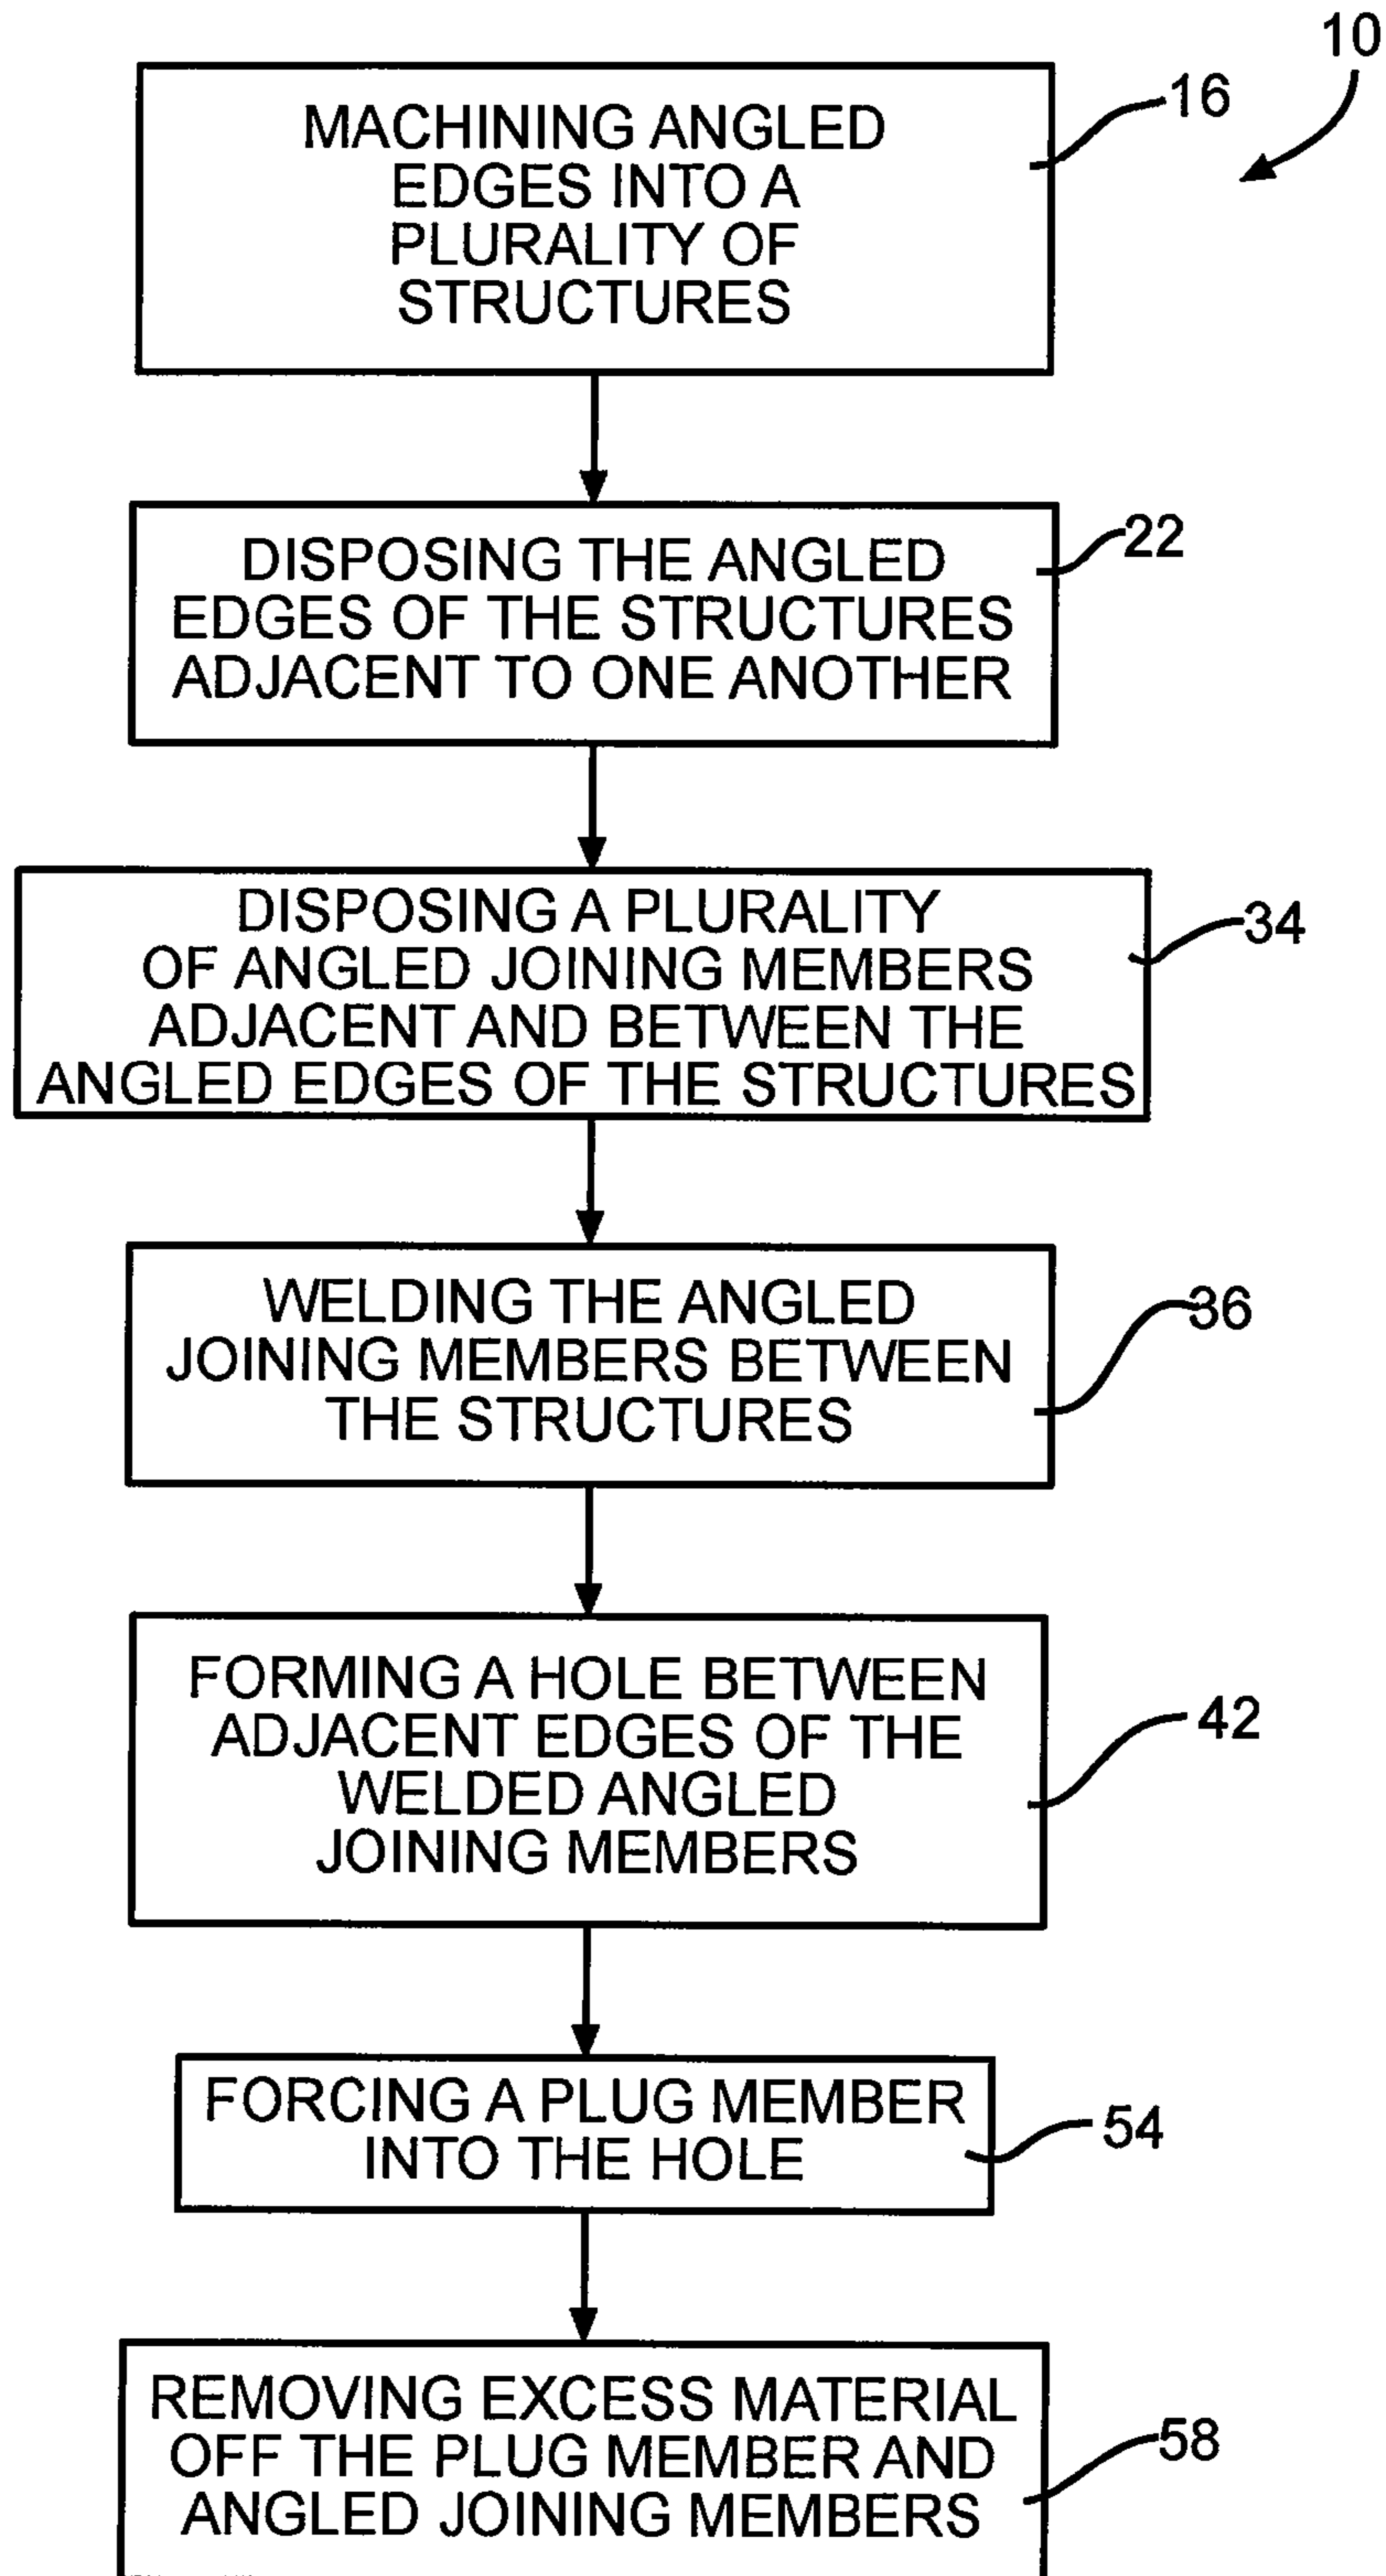 10
16
MACHINING ANGLED
EDGES INTO A
PLURALITY OF
STRUCTURES
22
DISPOSING THE ANGLED
EDGES OF THE STRUCTURES
ADJACENT TO ONE ANOTHER
34
DISPOSING A PLURALITY
OF ANGLED JOINING MEMBERS
ADJACENT AND BETWEEN THE
ANGLED EDGES OF THE STRUCTURES
36
WELDING THE ANGLED
JOINING MEMBERS BETWEEN
THE STRUCTURES
42
FORMING A HOLE BETWEEN
ADJACENT EDGES OF THE
WELDED ANGLED
JOINING MEMBERS
54
FORCING A PLUG MEMBER
INTO THE HOLE
58
REMOVING EXCESS MATERIAL
OFF THE PLUG MEMBER AND
ANGLED JOINING MEMBERS